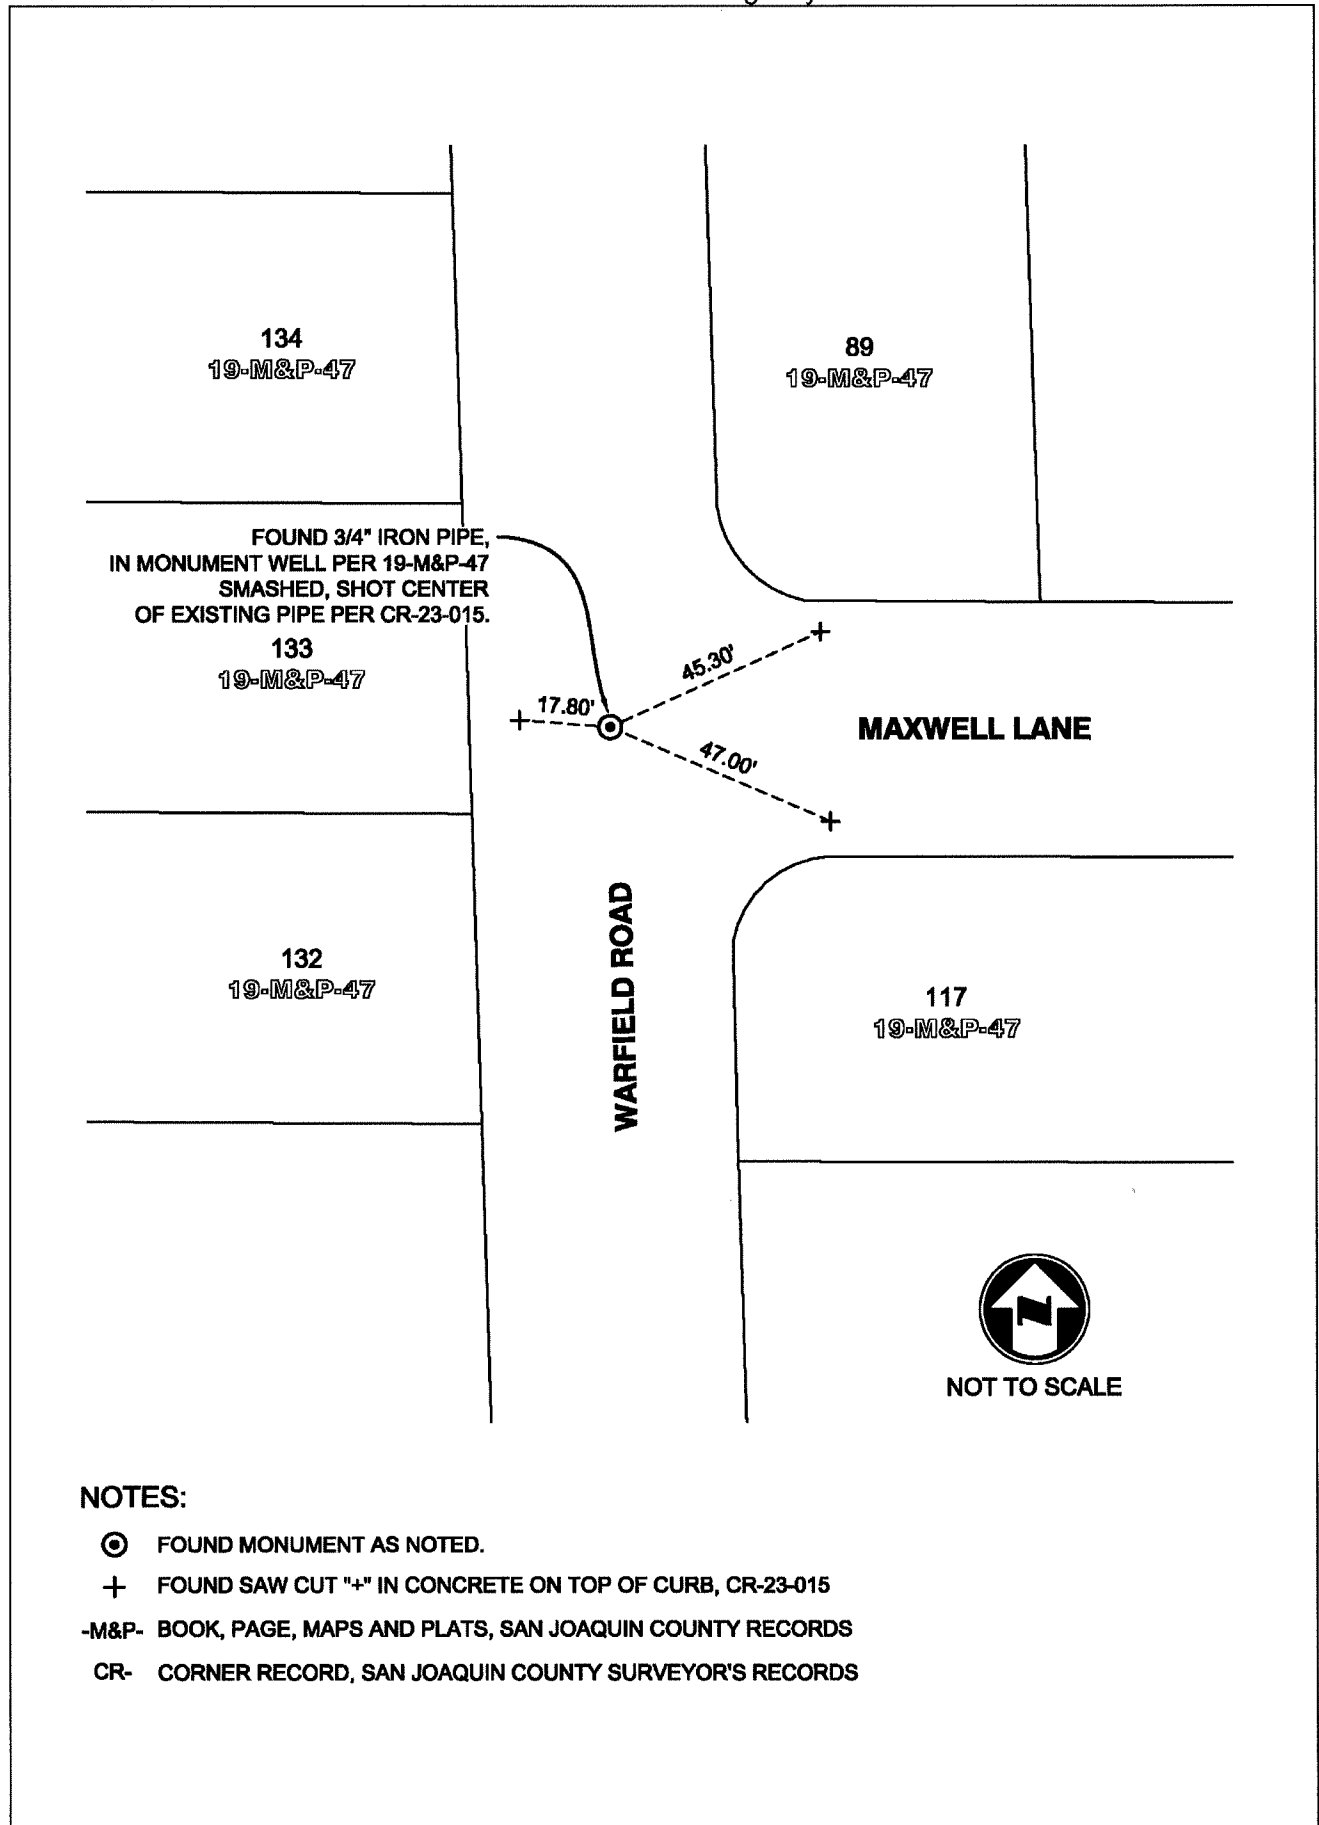 134
19-M&P-47
89
19-M&P-47
FOUND 3/4" IRON PIPE,
IN MONUMENT WELL PER 19-M&P-47
SMASHED, SHOT CENTER
OF EXISTING PIPE PER CR-23-015.
133
19-M&P-47
45.30'
17.80'
MAXWELL LANE
47.00'
WARFIELD ROAD
132
19-M&P-47
117
19-M&P-47
N
NOT TO SCALE
NOTES:
FOUND MONUMENT AS NOTED.
+ FOUND SAW CUT "+" IN CONCRETE ON TOP OF CURB, CR-23-015
-M&P- BOOK, PAGE, MAPS AND PLATS, SAN JOAQUIN COUNTY RECORDS
CR- CORNER RECORD, SAN JOAQUIN COUNTY SURVEYOR'S RECORDS